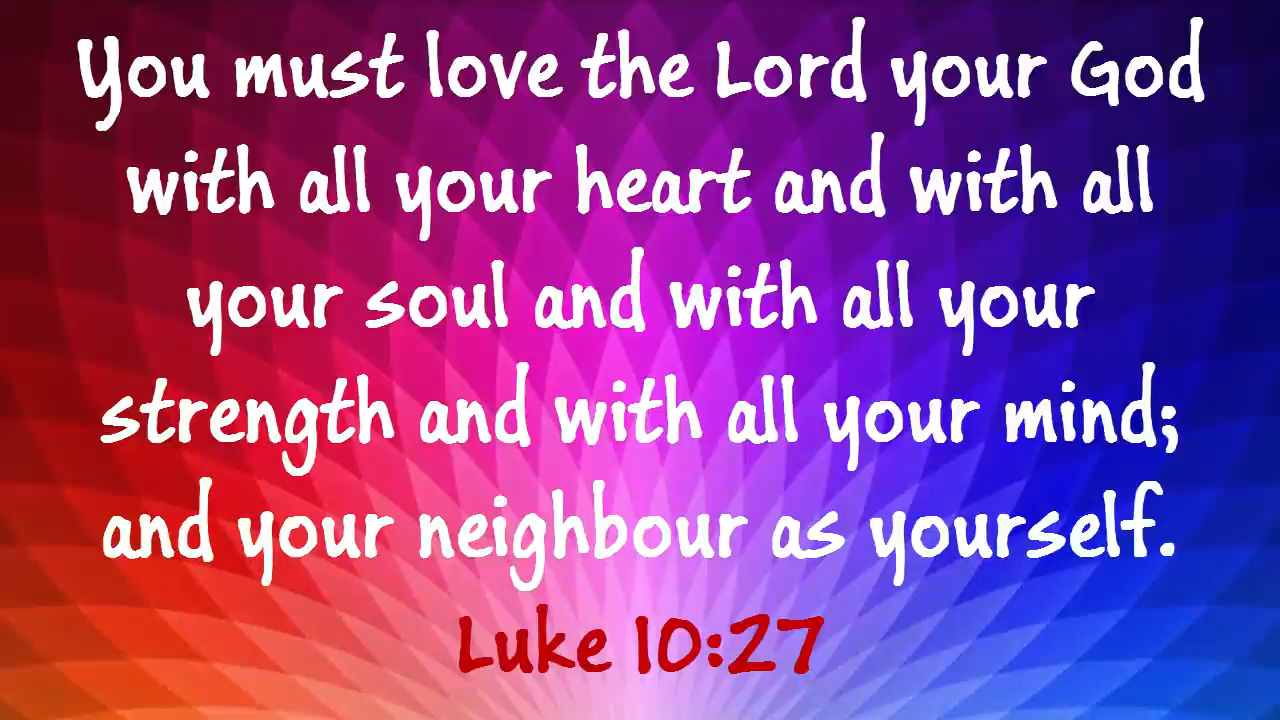 You must love the Lord your God
with all your heart and with all
your soul and with all your
strength and with all your mind;
and your neighbour as yourself.
Luke 10:27